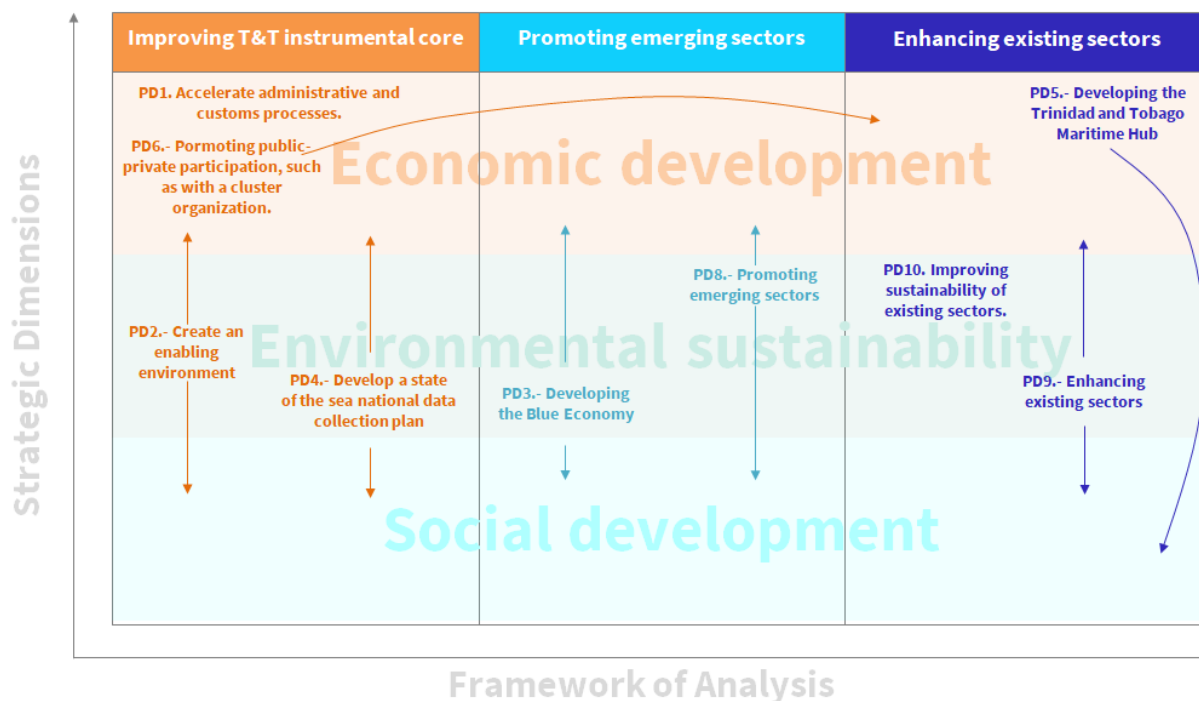 Improving T&T instrumental core
Promoting emerging sectors
Enhancing existing sectors
PD1. Accelerate administrative and
customs processes.
PD6.- Pormoting public-
private participation, such
as with a cluster
organization.
PD5.- Developing the
Trinidad and Tobago
Maritime Hub
Economic development
PD8.- Promoting
emerging sectors
PD10. Improving
sustainability of
existing sectors.
PD2.- Create an
enabling
environment
Environmental sustainability
PD4.- Develop a state
of the sea national data
collection plan
PD3.- Developing
the Blue Economy
PD9.- Enhancing
existing sectors
Social development
Strategic Dimensions
Framework of Analysis